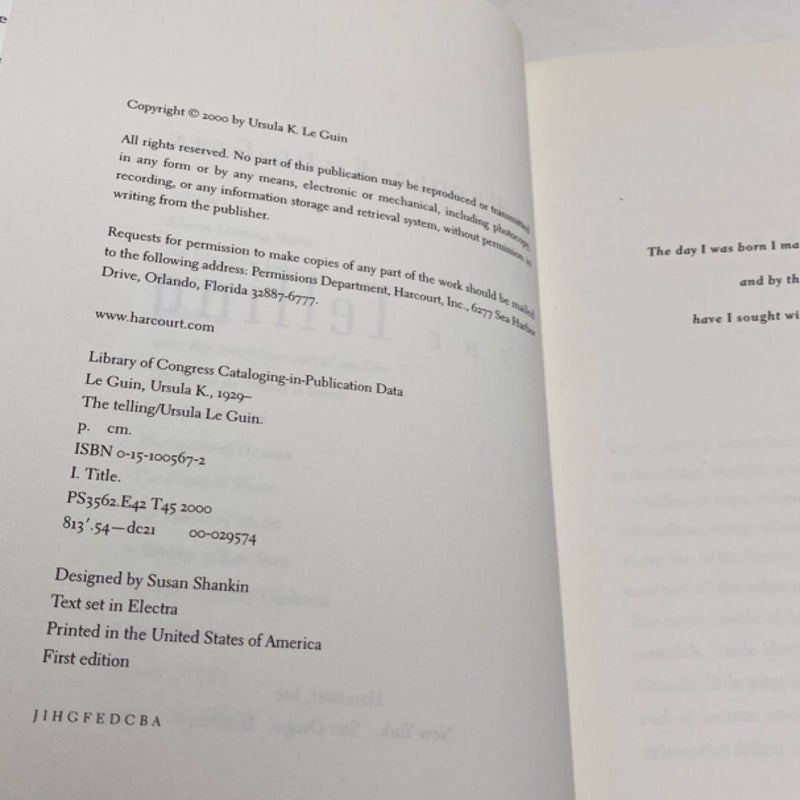 Copyright © 2000 by Ursula K. Le Guin
All rights reserved. No part of this publication may be reproduced or transmitted
in any form or by any means, electronic or mechanical, including photocopy,
recording, or any information storage and retrieval system, without permission in
writing from the publisher.
Requests for permission to make copies of any part of the work should be mailed
to the following address: Permissions Department, Harcourt, Inc., 6277 Sea Harbor
Drive, Orlando, Florida 32887-6777.
www.harcourt.com
Library of Congress Cataloging-in-Publication Data
Le Guin, Ursula K., 1929–
The telling/Ursula Le Guin.
p. cm.
ISBN 0-15-100567-2
I. Title.
PS3562.E42 T45 2000
813'.54—dc21 00-029574
Designed by Susan Shankin
Text set in Electra
Printed in the United States of America
First edition
J I H G F E D C B A
The day I was born I ma
and by th
have I sought wi